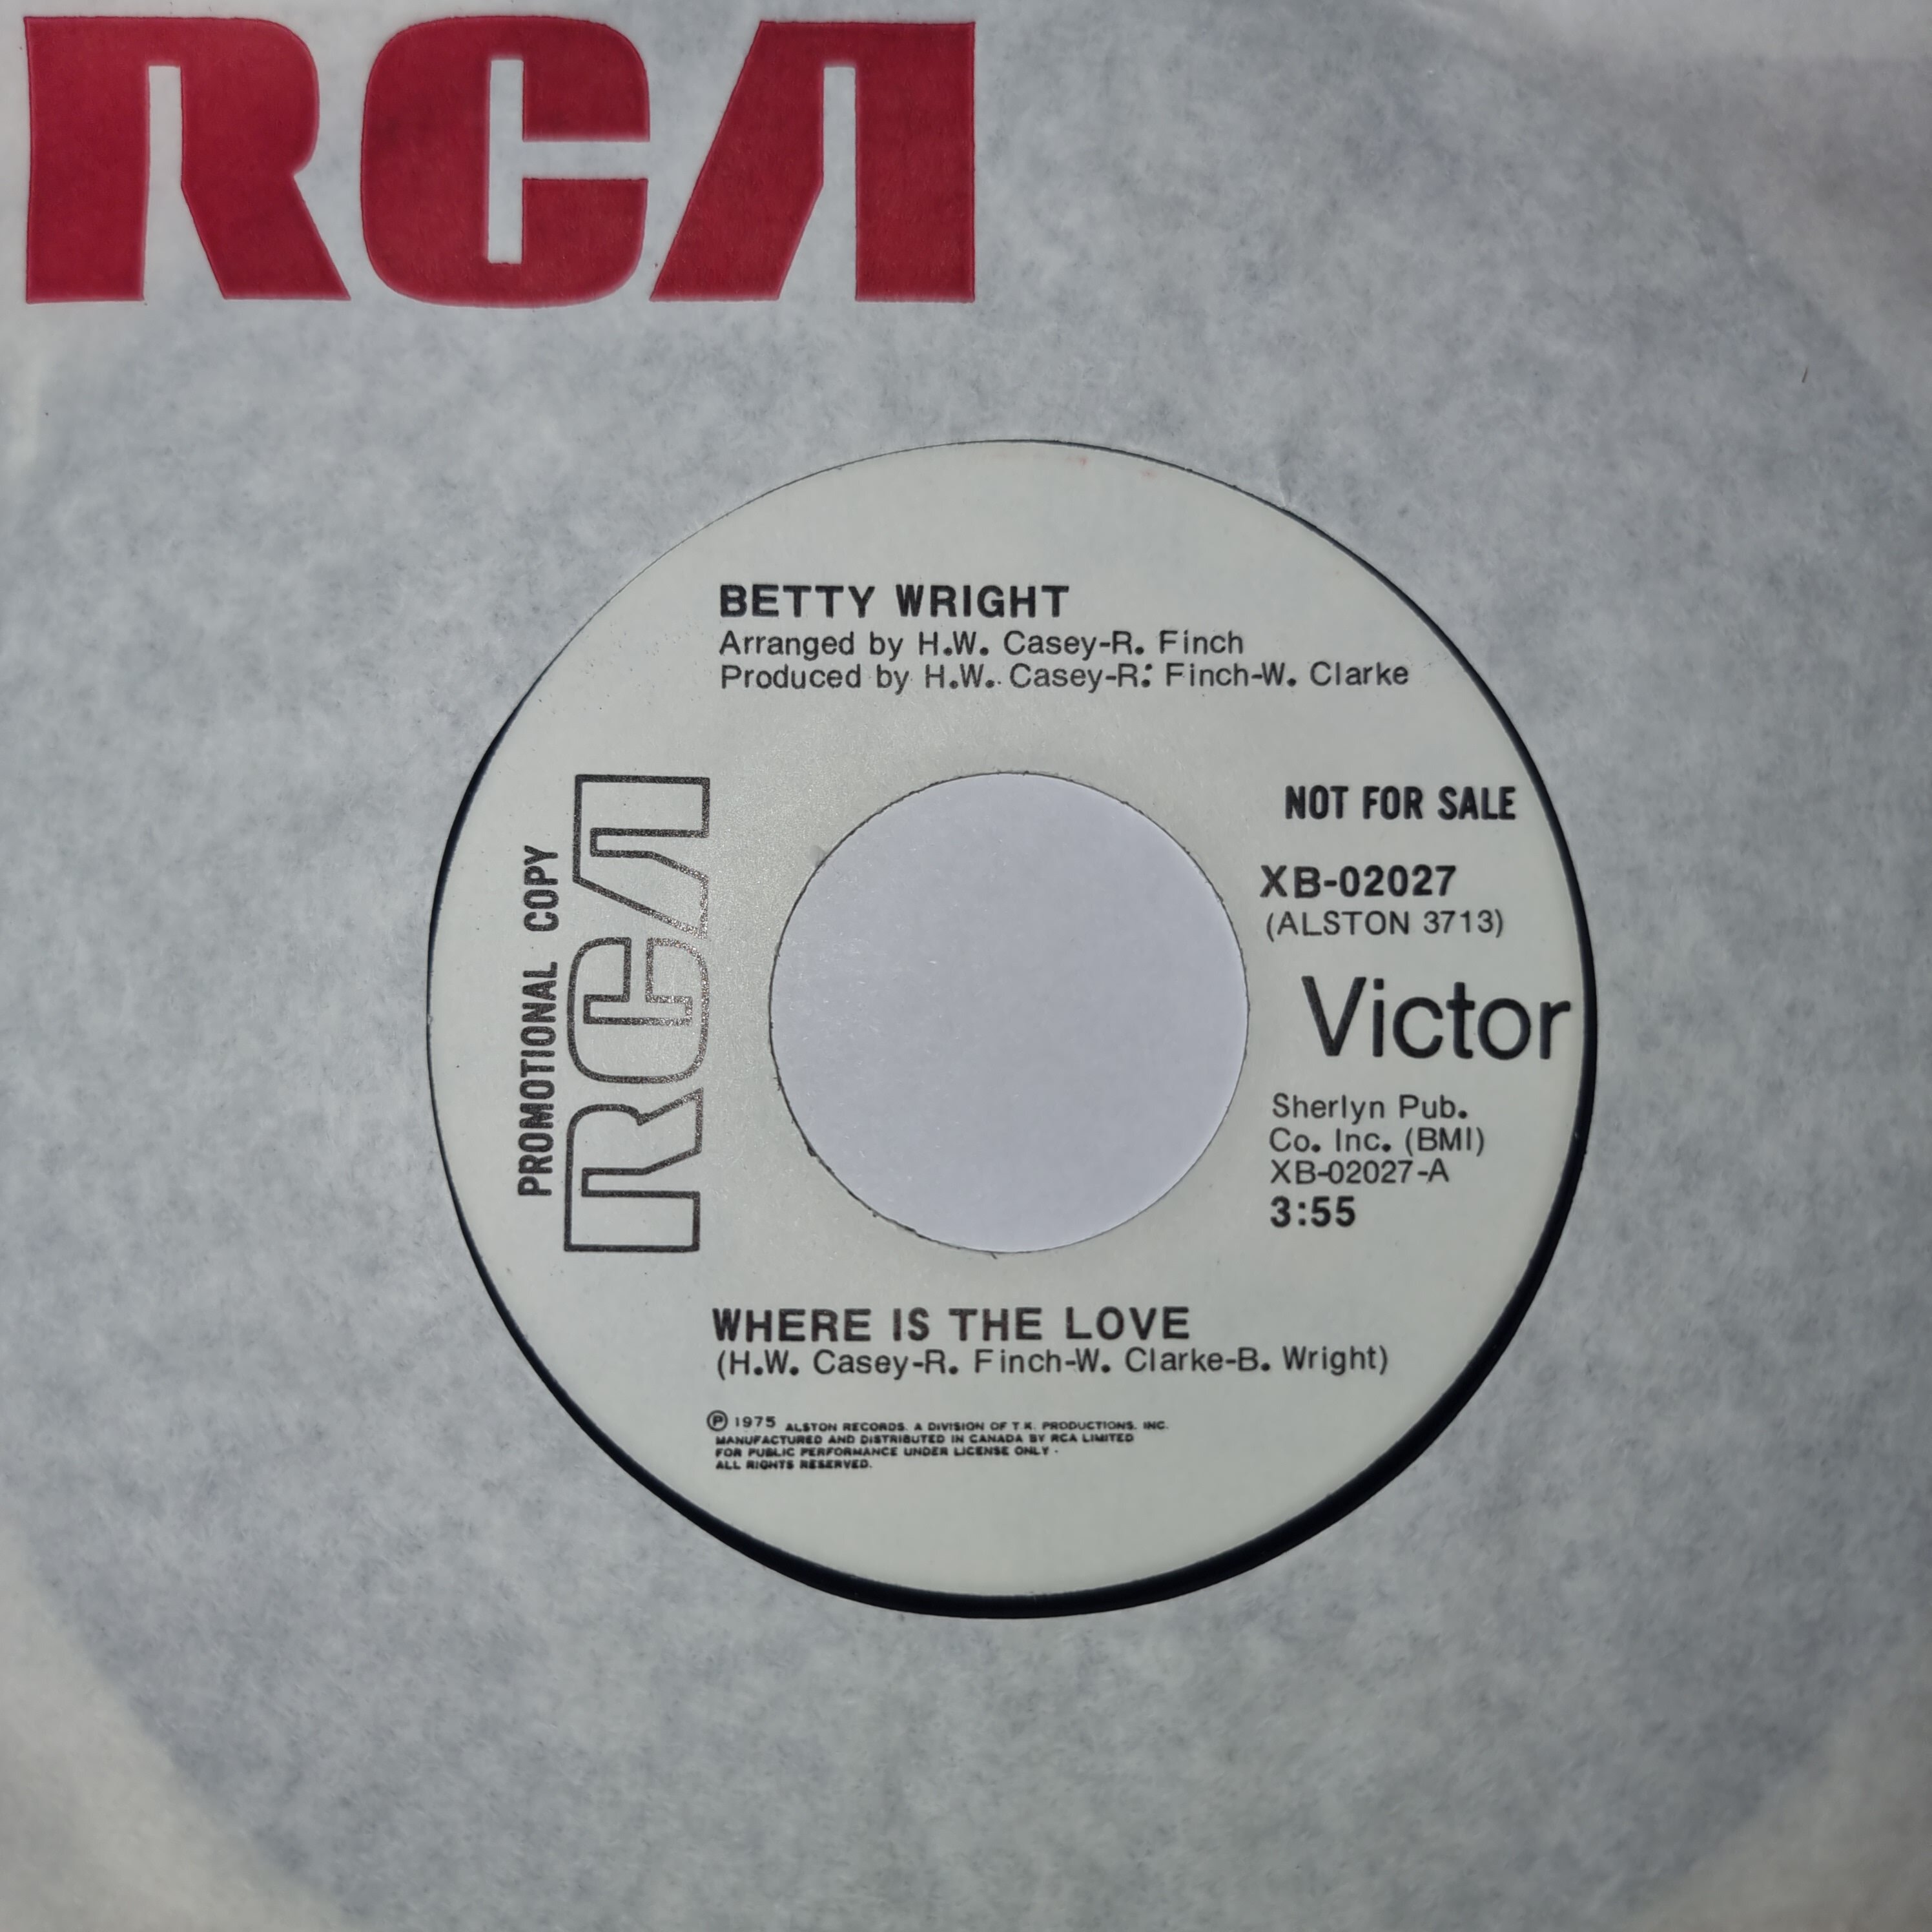 RCA
BETTY WRIGHT
Arranged by H.W. Casey-R. Finch
Produced by H.W. Casey-R. Finch-W. Clarke
PROMOTIONAL COPY
RCA
NOT FOR SALE
XB-02027
(ALSTON 3713)
Victor
Sherlyn Pub.
Co. Inc. (BMI)
XB-02027-A
3:55
WHERE IS THE LOVE
(H.W. Casey-R. Finch-W. Clarke-B. Wright)
℗ 1975 ALSTON RECORDS. A DIVISION OF T K. PRODUCTIONS. INC.
MANUFACTURED AND DISTRIBUTED IN CANADA BY RCA LIMITED
FOR PUBLIC PERFORMANCE UNDER LICENSE ONLY -
ALL RIGHTS RESERVED.